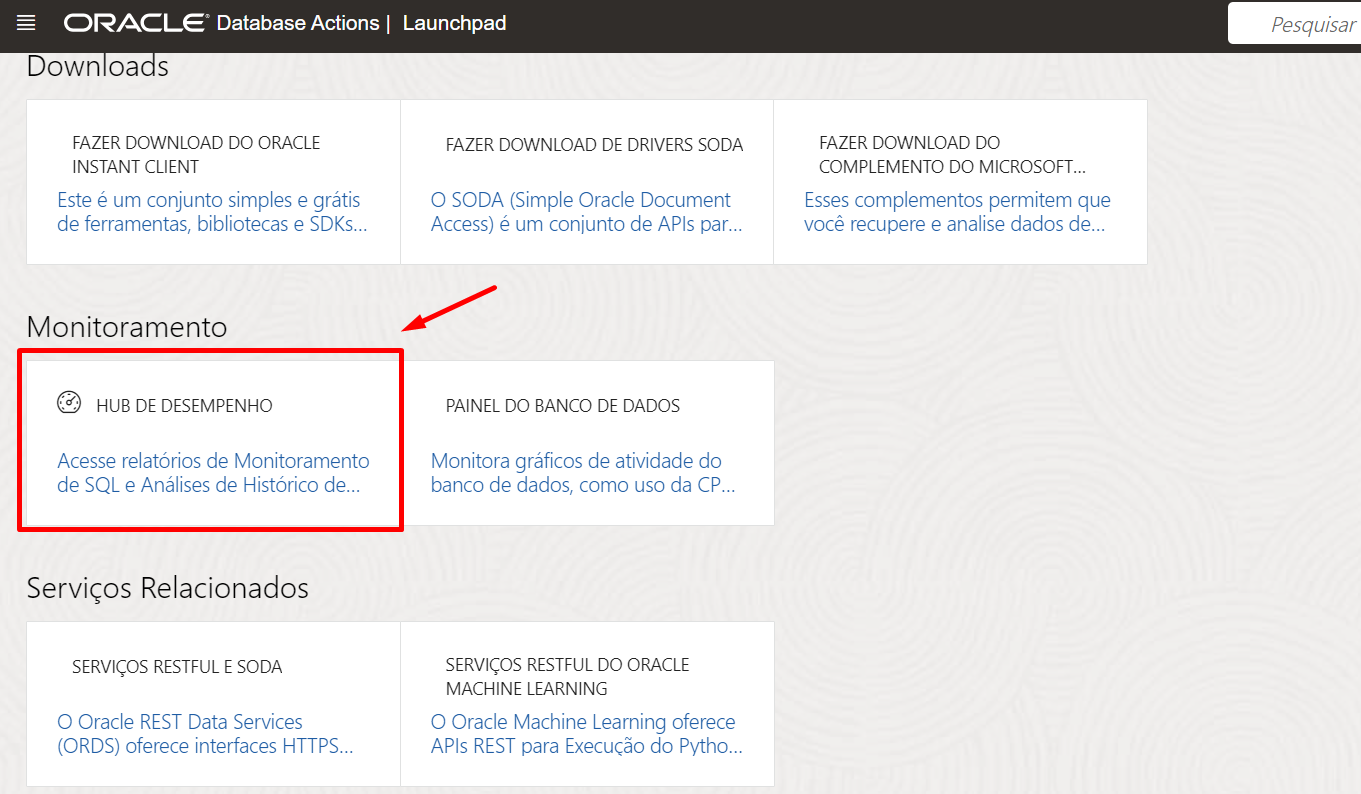 ORACLE Database Actions | Launchpad
Pesquisar
Downloads
FAZER DOWNLOAD DO ORACLE
INSTANT CLIENT
Este é um conjunto simples e grátis
de ferramentas, bibliotecas e SDKs...
FAZER DOWNLOAD DE DRIVERS SODA
O SODA (Simple Oracle Document
Access) é um conjunto de APIs par...
FAZER DOWNLOAD DO
COMPLEMENTO DO MICROSOFT...
Esses complementos permitem que
você recupere e analise dados de...
Monitoramento
HUB DE DESEMPENHO
Acesse relatórios de Monitoramento
de SQL e Análises de Histórico de...
PAINEL DO BANCO DE DADOS
Monitora gráficos de atividade do
banco de dados, como uso da CP...
Serviços Relacionados
SERVIÇOS RESTFUL E SODA
O Oracle REST Data Services
(ORDS) oferece interfaces HTTPS...
SERVIÇOS RESTFUL DO ORACLE
MACHINE LEARNING
O Oracle Machine Learning oferece
APIs REST para Execução do Pytho...